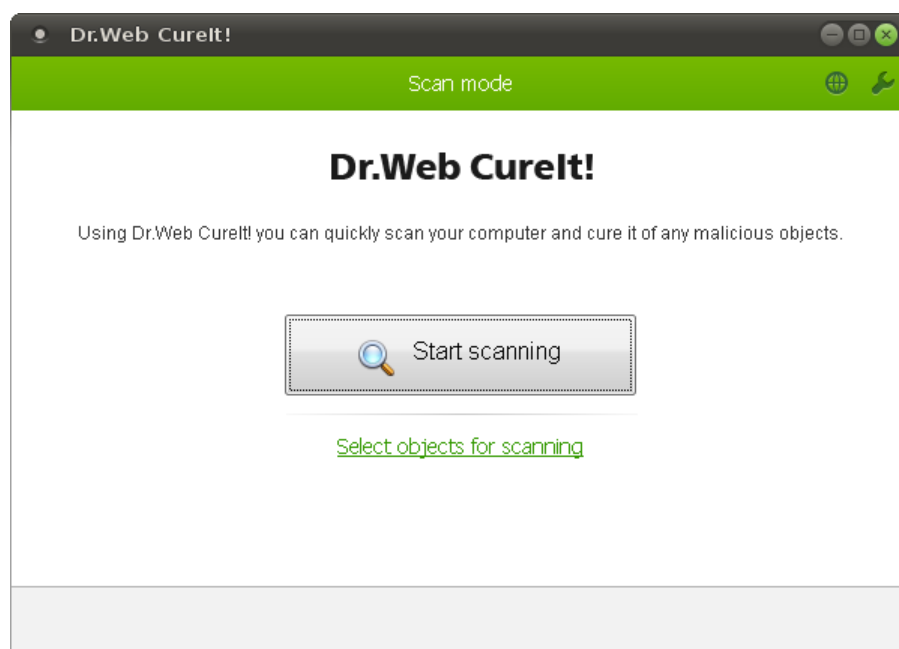 Dr.Web CureIt!
Scan mode
Dr.Web CureIt!
Using Dr.Web CureIt! you can quickly scan your computer and cure it of any malicious objects.
Start scanning
Select objects for scanning